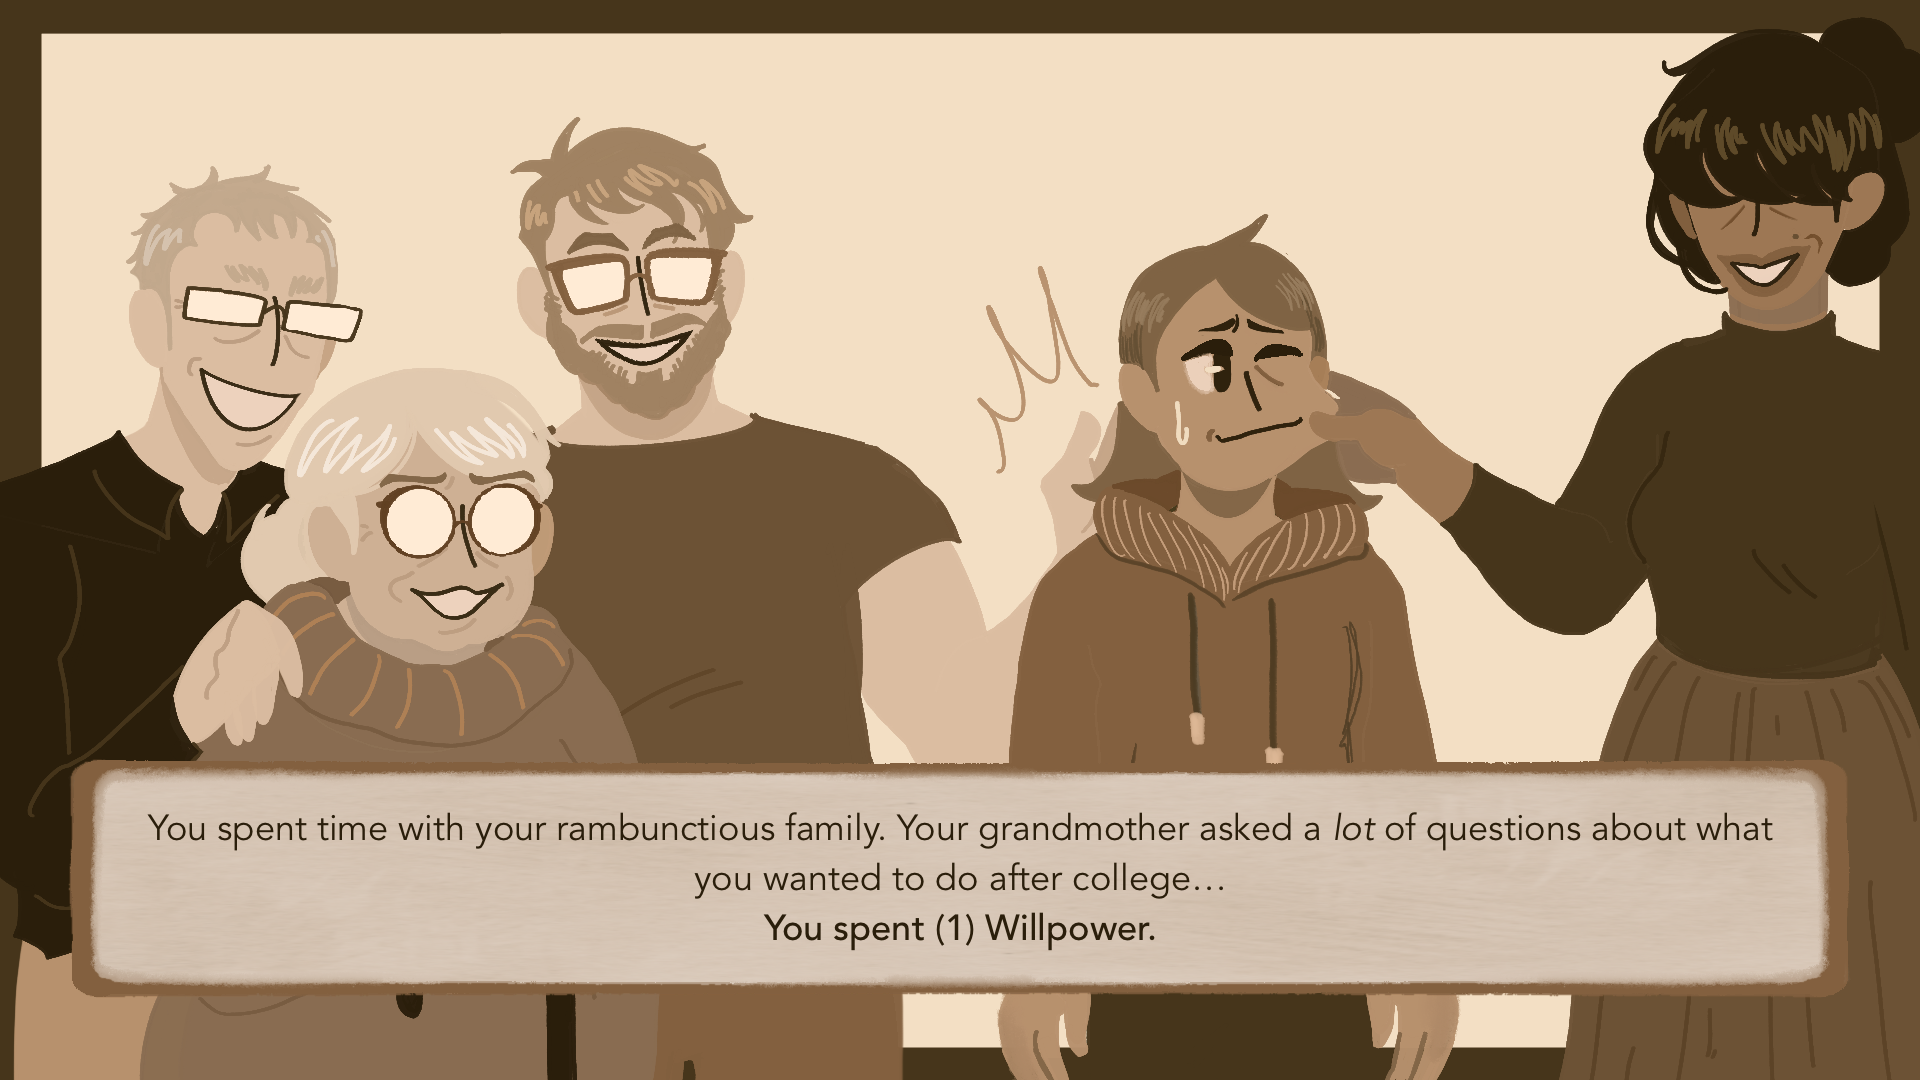 You spent time with your rambunctious family. Your grandmother asked a lot of questions about what
you wanted to do after college…
You spent (1) Willpower.